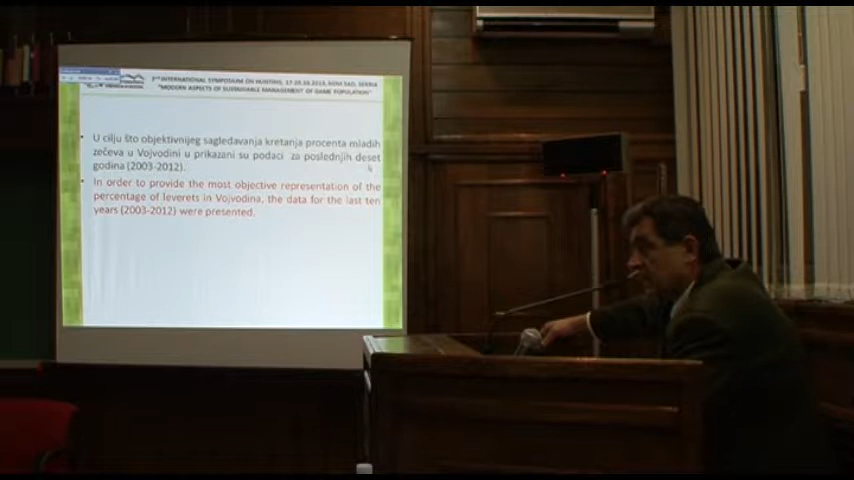 2nd INTERNATIONAL SYMPOSIUM ON HUNTING, 17-20.10.2013, NOVI SAD, SERBIA
"MODERN ASPECTS OF SUSTAINABLE MANAGEMENT OF GAME POPULATION"
• U cilju što objektivnijeg sagleđavanja kretanja procenta mladih
zečeva u Vojvodini u prikazani su podaci za poslednjih deset
godina (2003-2012).
• In order to provide the most objective representation of the
percentage of leverets in Vojvodina, the data for the last ten
years (2003-2012) were presented.